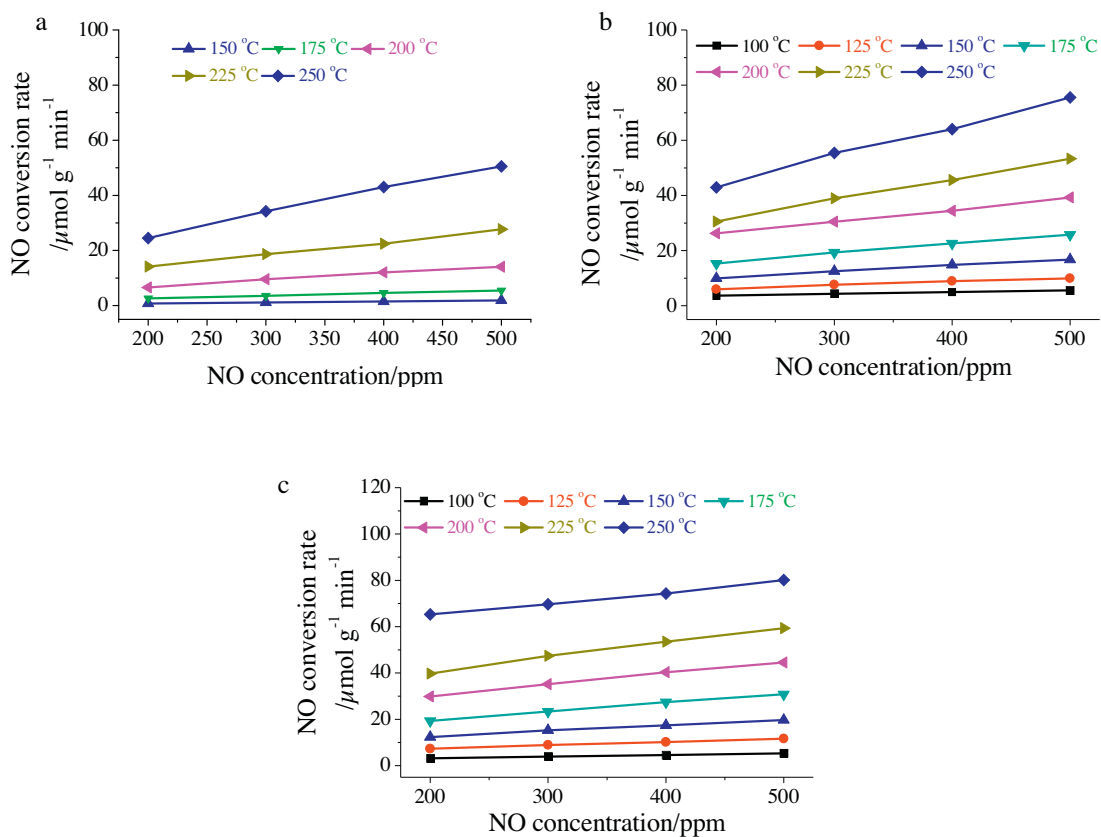 a
100
80
60
40
20
0
150 °C 175 °C 200 °C
225 °C 250 °C
NO conversion rate
/µmol g⁻¹ min⁻¹
200 250 300 350 400 450 500
NO concentration/ppm
b
100
80
60
40
20
0
100 °C 125 °C 150 °C 175 °C
200 °C 225 °C 250 °C
NO conversion rate
/µmol g⁻¹ min⁻¹
200 300 400 500
NO concentration/ppm
c
120
100
80
60
40
20
0
100 °C 125 °C 150 °C 175 °C
200 °C 225 °C 250 °C
NO conversion rate
/µmol g⁻¹ min⁻¹
200 300 400 500
NO concentration/ppm